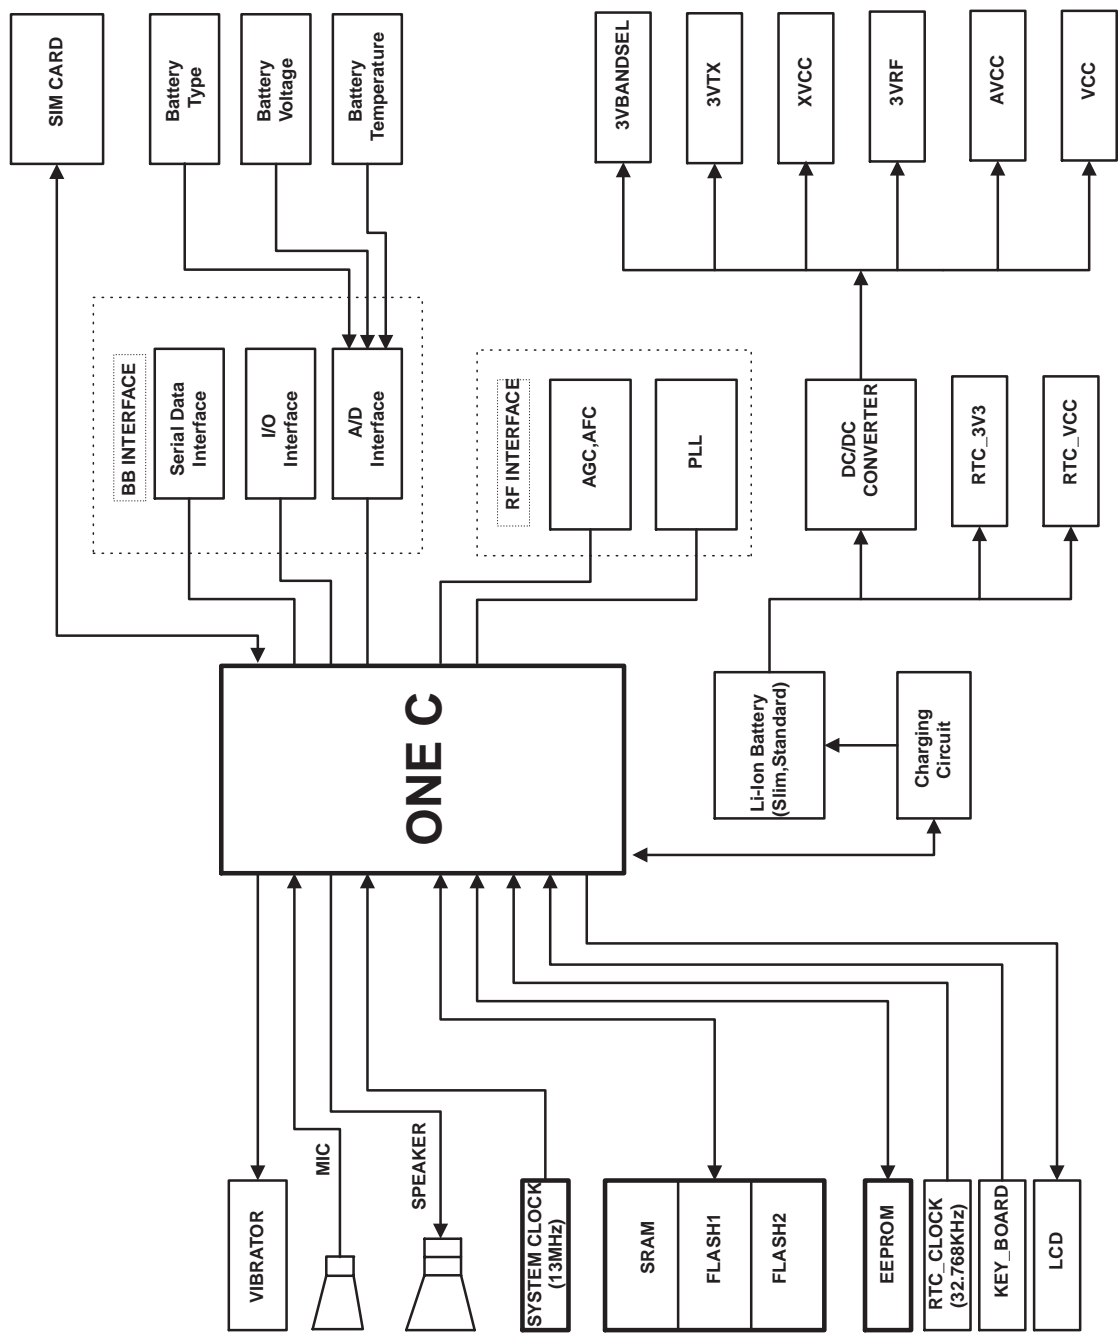 SIM CARD
Battery
Type
Battery
Voltage
Battery
Temperature
3VBANDSEL
3VTX
XVCC
3VRF
AVCC
VCC
BB INTERFACE
Serial Data
Interface
I/O
Interface
A/D
Interface
RF INTERFACE
AGC,AFC
PLL
DC/DC
CONVERTER
RTC_3V3
RTC_VCC
ONE C
Li-Ion Battery
(Slim,Standard)
Charging
Circuit
VIBRATOR
MIC
SPEAKER
SYSTEM CLOCK
(13MHz)
SRAM
FLASH1
FLASH2
EEPROM
RTC_CLOCK
(32.768KHz)
KEY_BOARD
LCD